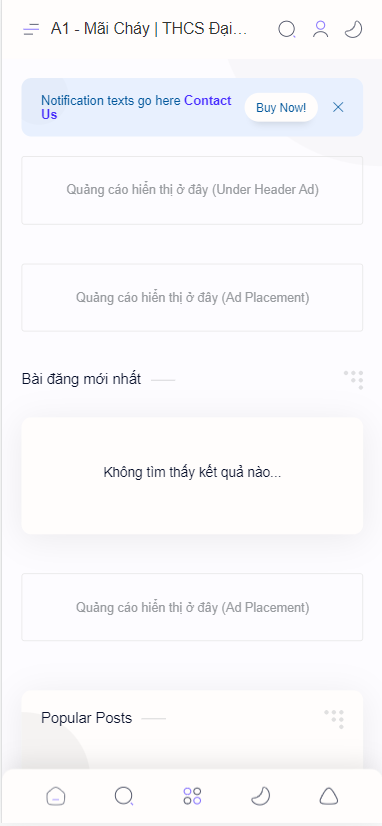 A1 - Mãi Cháy | THCS Đại…
Notification texts go here Contact
Us
Buy Now!
Quảng cáo hiển thị ở đây (Under Header Ad)
Quảng cáo hiển thị ở đây (Ad Placement)
Bài đăng mới nhất
Không tìm thấy kết quả nào...
Quảng cáo hiển thị ở đây (Ad Placement)
Popular Posts